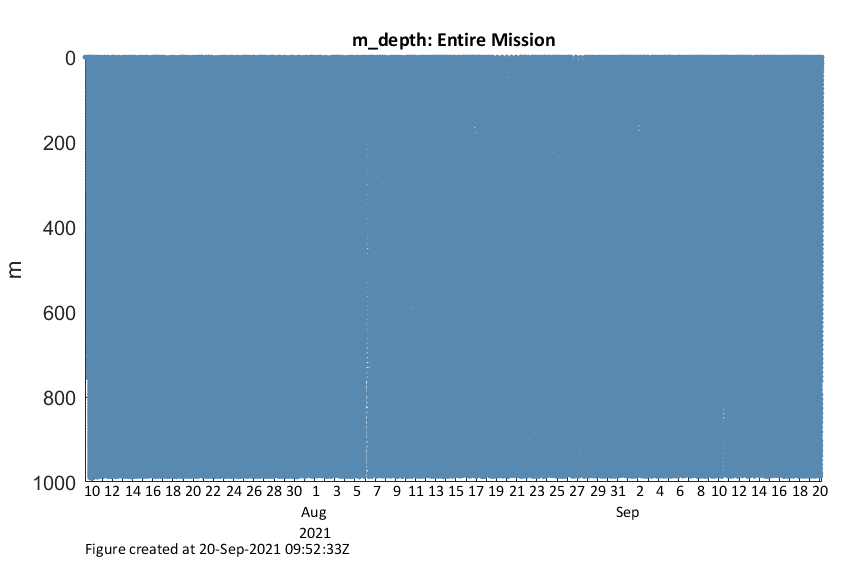 m_depth: Entire Mission
0
200
400
600
800
1000
m
10 12 14 16 18 20 22 24 26 28 30 1 3 5 7 9 11 13 15 17 19 21 23 25 27 29 31 2 4 6 8 10 12 14 16 18 20
Aug Sep
2021
Figure created at 20-Sep-2021 09:52:33Z